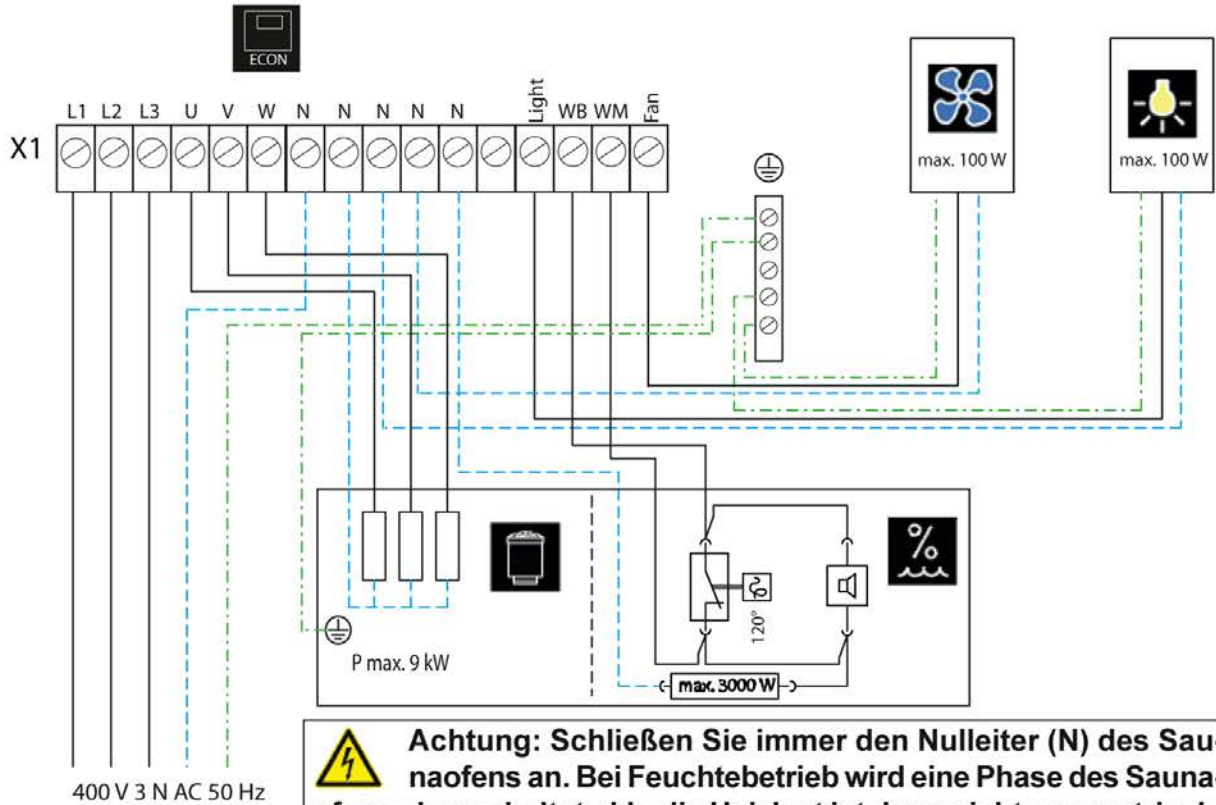 ECON
L1 L2 L3 U V W N N N N N Light WB WM Fan
X1
max. 100 W
max. 100 W
P max. 9 kW
120°
%
max. 3000 W
400 V 3 N AC 50 Hz
Achtung: Schließen Sie immer den Nulleiter (N) des Sau-
naofens an. Bei Feuchtebetrieb wird eine Phase des Sauna-